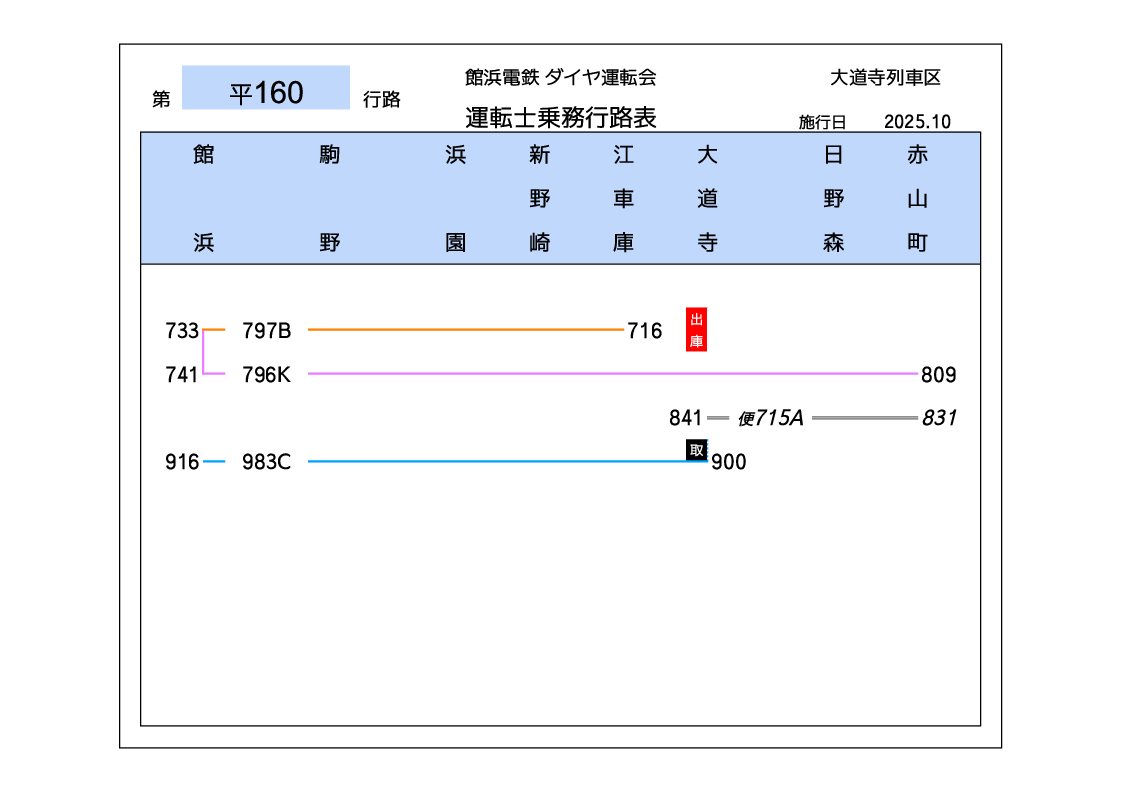 館浜電鉄 ダイヤ運転会
大道寺列車区
第 平160 行路
運転士乗務行路表
施行日 2025.10
館浜
駒野
浜園
新野崎
江車庫
大道寺
日野森
赤山町
733 797B 716 出庫
741 796K 809
841 便715A 831
916 983C 取 900